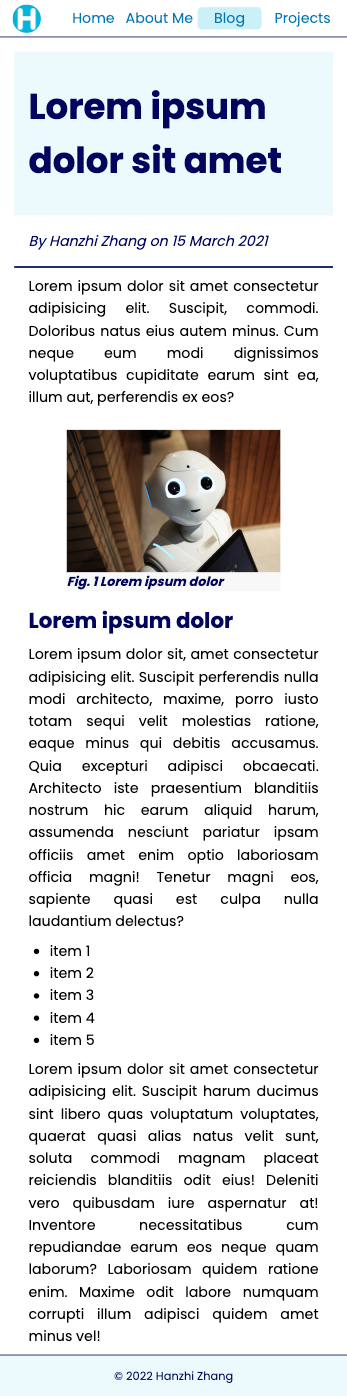 H
Home About Me Blog Projects
Lorem ipsum
dolor sit amet
By Hanzhi Zhang on 15 March 2021
Lorem ipsum dolor sit amet consectetur
adipisicing elit. Suscipit, commodi.
Doloribus natus eius autem minus. Cum
neque eum modi dignissimos
voluptatibus cupiditate earum sint ea,
illum aut, perferendis ex eos?
Fig. 1 Lorem ipsum dolor
Lorem ipsum dolor
Lorem ipsum dolor sit, amet consectetur
adipisicing elit. Suscipit perferendis nulla
modi architecto, maxime, porro iusto
totam sequi velit molestias ratione,
eaque minus qui debitis accusamus.
Quia excepturi adipisci obcaecati.
Architecto iste praesentium blanditiis
nostrum hic earum aliquid harum,
assumenda nesciunt pariatur ipsam
officiis amet enim optio laboriosam
officia magni! Tenetur magni eos,
sapiente quasi est culpa nulla
laudantium delectus?
• item 1
• item 2
• item 3
• item 4
• item 5
Lorem ipsum dolor sit amet consectetur
adipisicing elit. Suscipit harum ducimus
sint libero quas voluptatum voluptates,
quaerat quasi alias natus velit sunt,
soluta commodi magnam placeat
reiciendis blanditiis odit eius! Deleniti
vero quibusdam iure aspernatur at!
Inventore necessitatibus cum
repudiandae earum eos neque quam
laborum? Laboriosam quidem ratione
enim. Maxime odit labore numquam
corrupti illum adipisci quidem amet
minus vel!
© 2022 Hanzhi Zhang